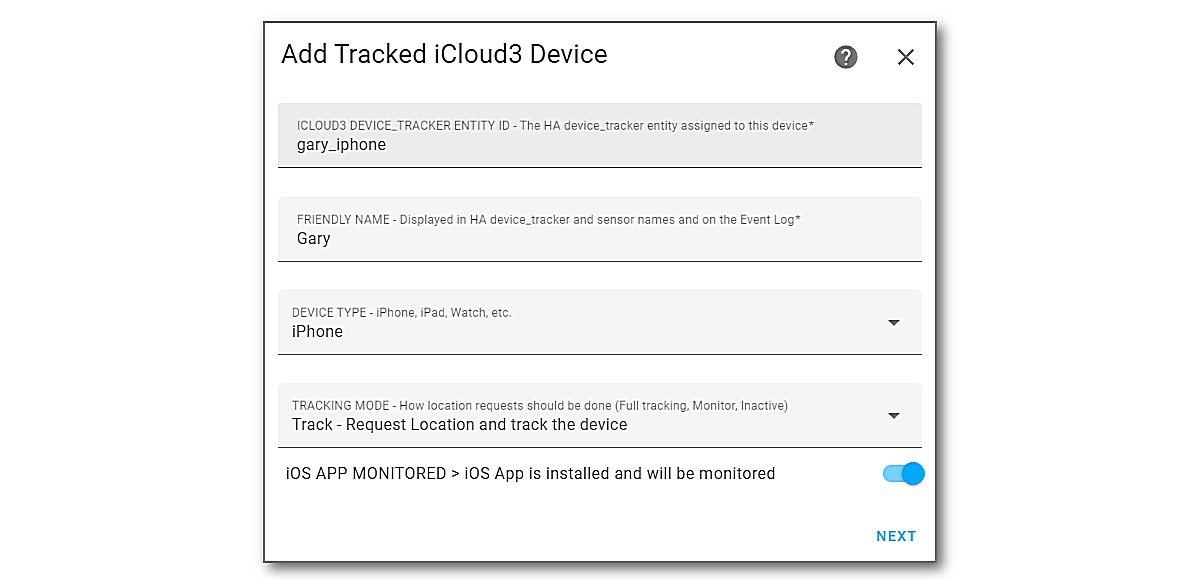 Add Tracked iCloud3 Device
?
ICLOUD3 DEVICE_TRACKER ENTITY ID - The HA device_tracker entity assigned to this device*
gary_iphone
FRIENDLY NAME - Displayed in HA device_tracker and sensor names and on the Event Log*
Gary
DEVICE TYPE - iPhone, iPad, Watch, etc.
iPhone
TRACKING MODE - How location requests should be done (Full tracking, Monitor, Inactive)
Track - Request Location and track the device
iOS APP MONITORED > iOS App is installed and will be monitored
NEXT